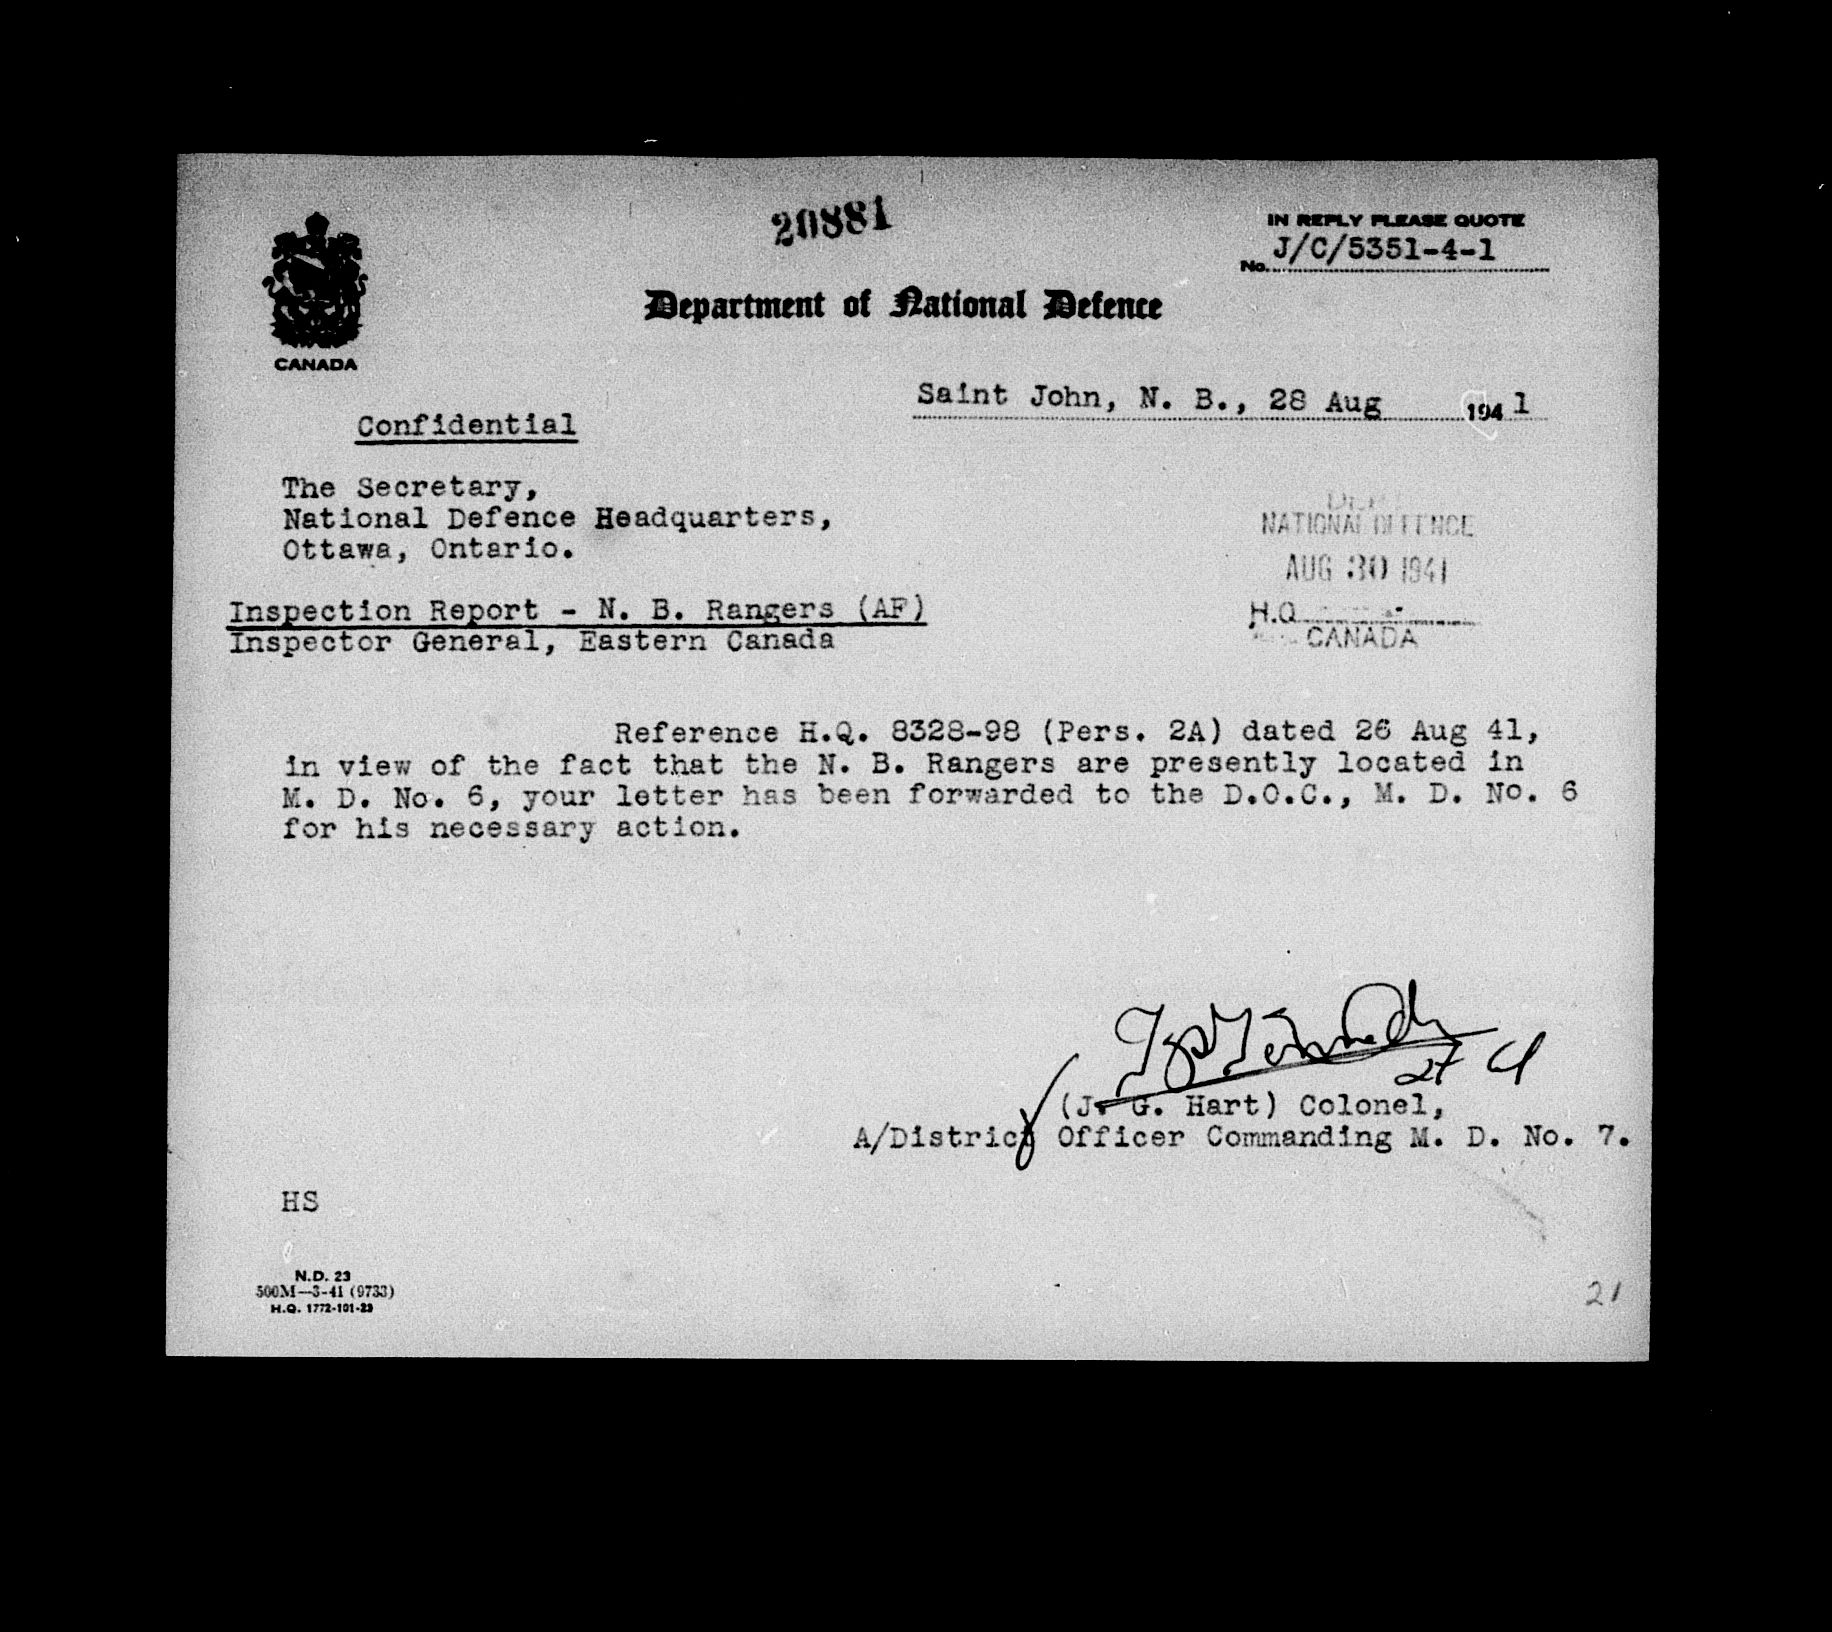 20881
IN REPLY PLEASE QUOTE
No. J/C/5351-4-1
Department of National Defence
CANADA
Saint John, N. B., 28 Aug 1941
Confidential
The Secretary,
National Defence Headquarters,
Ottawa, Ontario.
NATIONAL DEFENCE
AUG 30 1941
H.Q.
CANADA
Inspection Report - N. B. Rangers (AF)
Inspector General, Eastern Canada
Reference H.Q. 8328-98 (Pers. 2A) dated 26 Aug 41,
in view of the fact that the N. B. Rangers are presently located in
M. D. No. 6, your letter has been forwarded to the D.O.C., M. D. No. 6
for his necessary action.
(J. G. Hart) Colonel,
A/District Officer Commanding M. D. No. 7.
HS
N.D. 23
500M—3-41 (9733)
H.Q. 1772-101-23
21